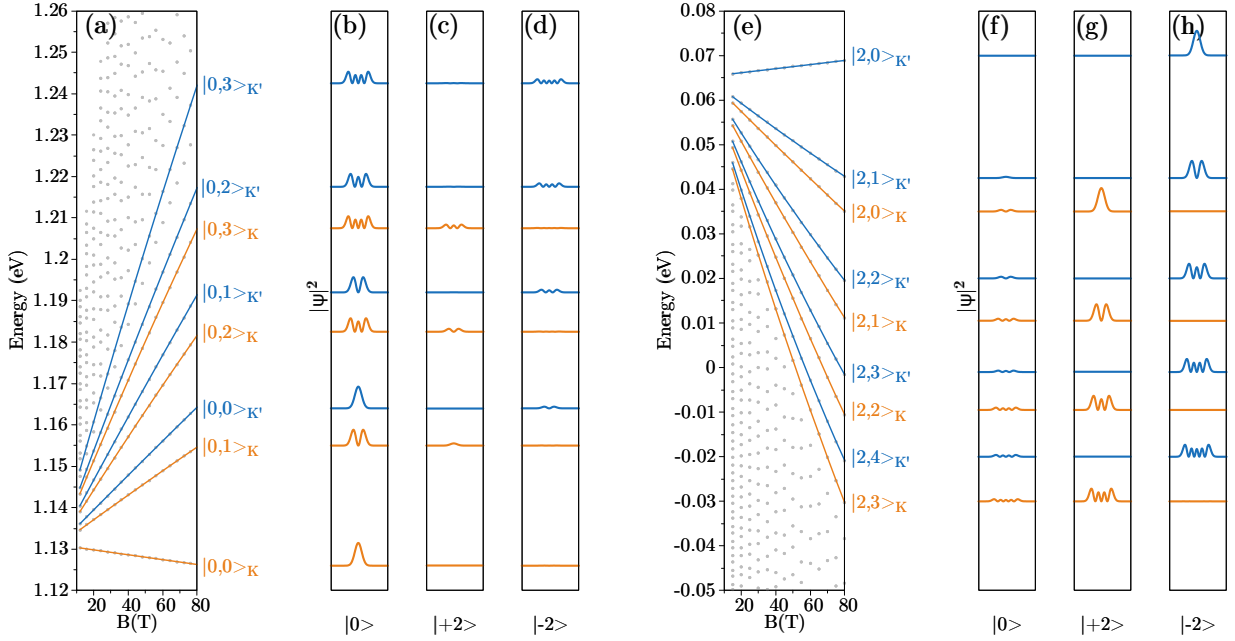 (a)
1.26
1.25
1.24
1.23
1.22
1.21
1.2
1.19
1.18
1.17
1.16
1.15
1.14
1.13
1.12
Energy (eV)
20 40 60 80
B(T)
|0,3>K'
|0,2>K'
|0,3>K
|0,1>K'
|0,2>K
|0,0>K'
|0,1>K
|0,0>K
(b) (c) (d)
|ψ|²
|0> |+2> |-2>
(e)
0.08
0.07
0.06
0.05
0.04
0.03
0.02
0.01
0
-0.01
-0.02
-0.03
-0.04
-0.05
Energy (eV)
20 40 60 80
B(T)
|2,0>K'
|2,1>K'
|2,0>K
|2,2>K'
|2,1>K
|2,3>K'
|2,2>K
|2,4>K'
|2,3>K
(f) (g) (h)
|ψ|²
|0> |+2> |-2>